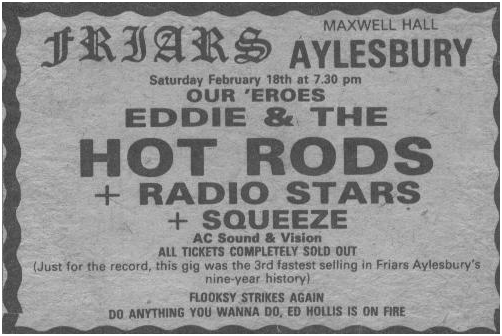 FRIARS MAXWELL HALL
AYLESBURY
Saturday February 18th at 7.30 pm
OUR 'EROES
EDDIE & THE
HOT RODS
+ RADIO STARS
+ SQUEEZE
AC Sound & Vision
ALL TICKETS COMPLETELY SOLD OUT
(Just for the record, this gig was the 3rd fastest selling in Friars Aylesbury's
nine-year history)
FLOOKSY STRIKES AGAIN
DO ANYTHING YOU WANNA DO, ED HOLLIS IS ON FIRE